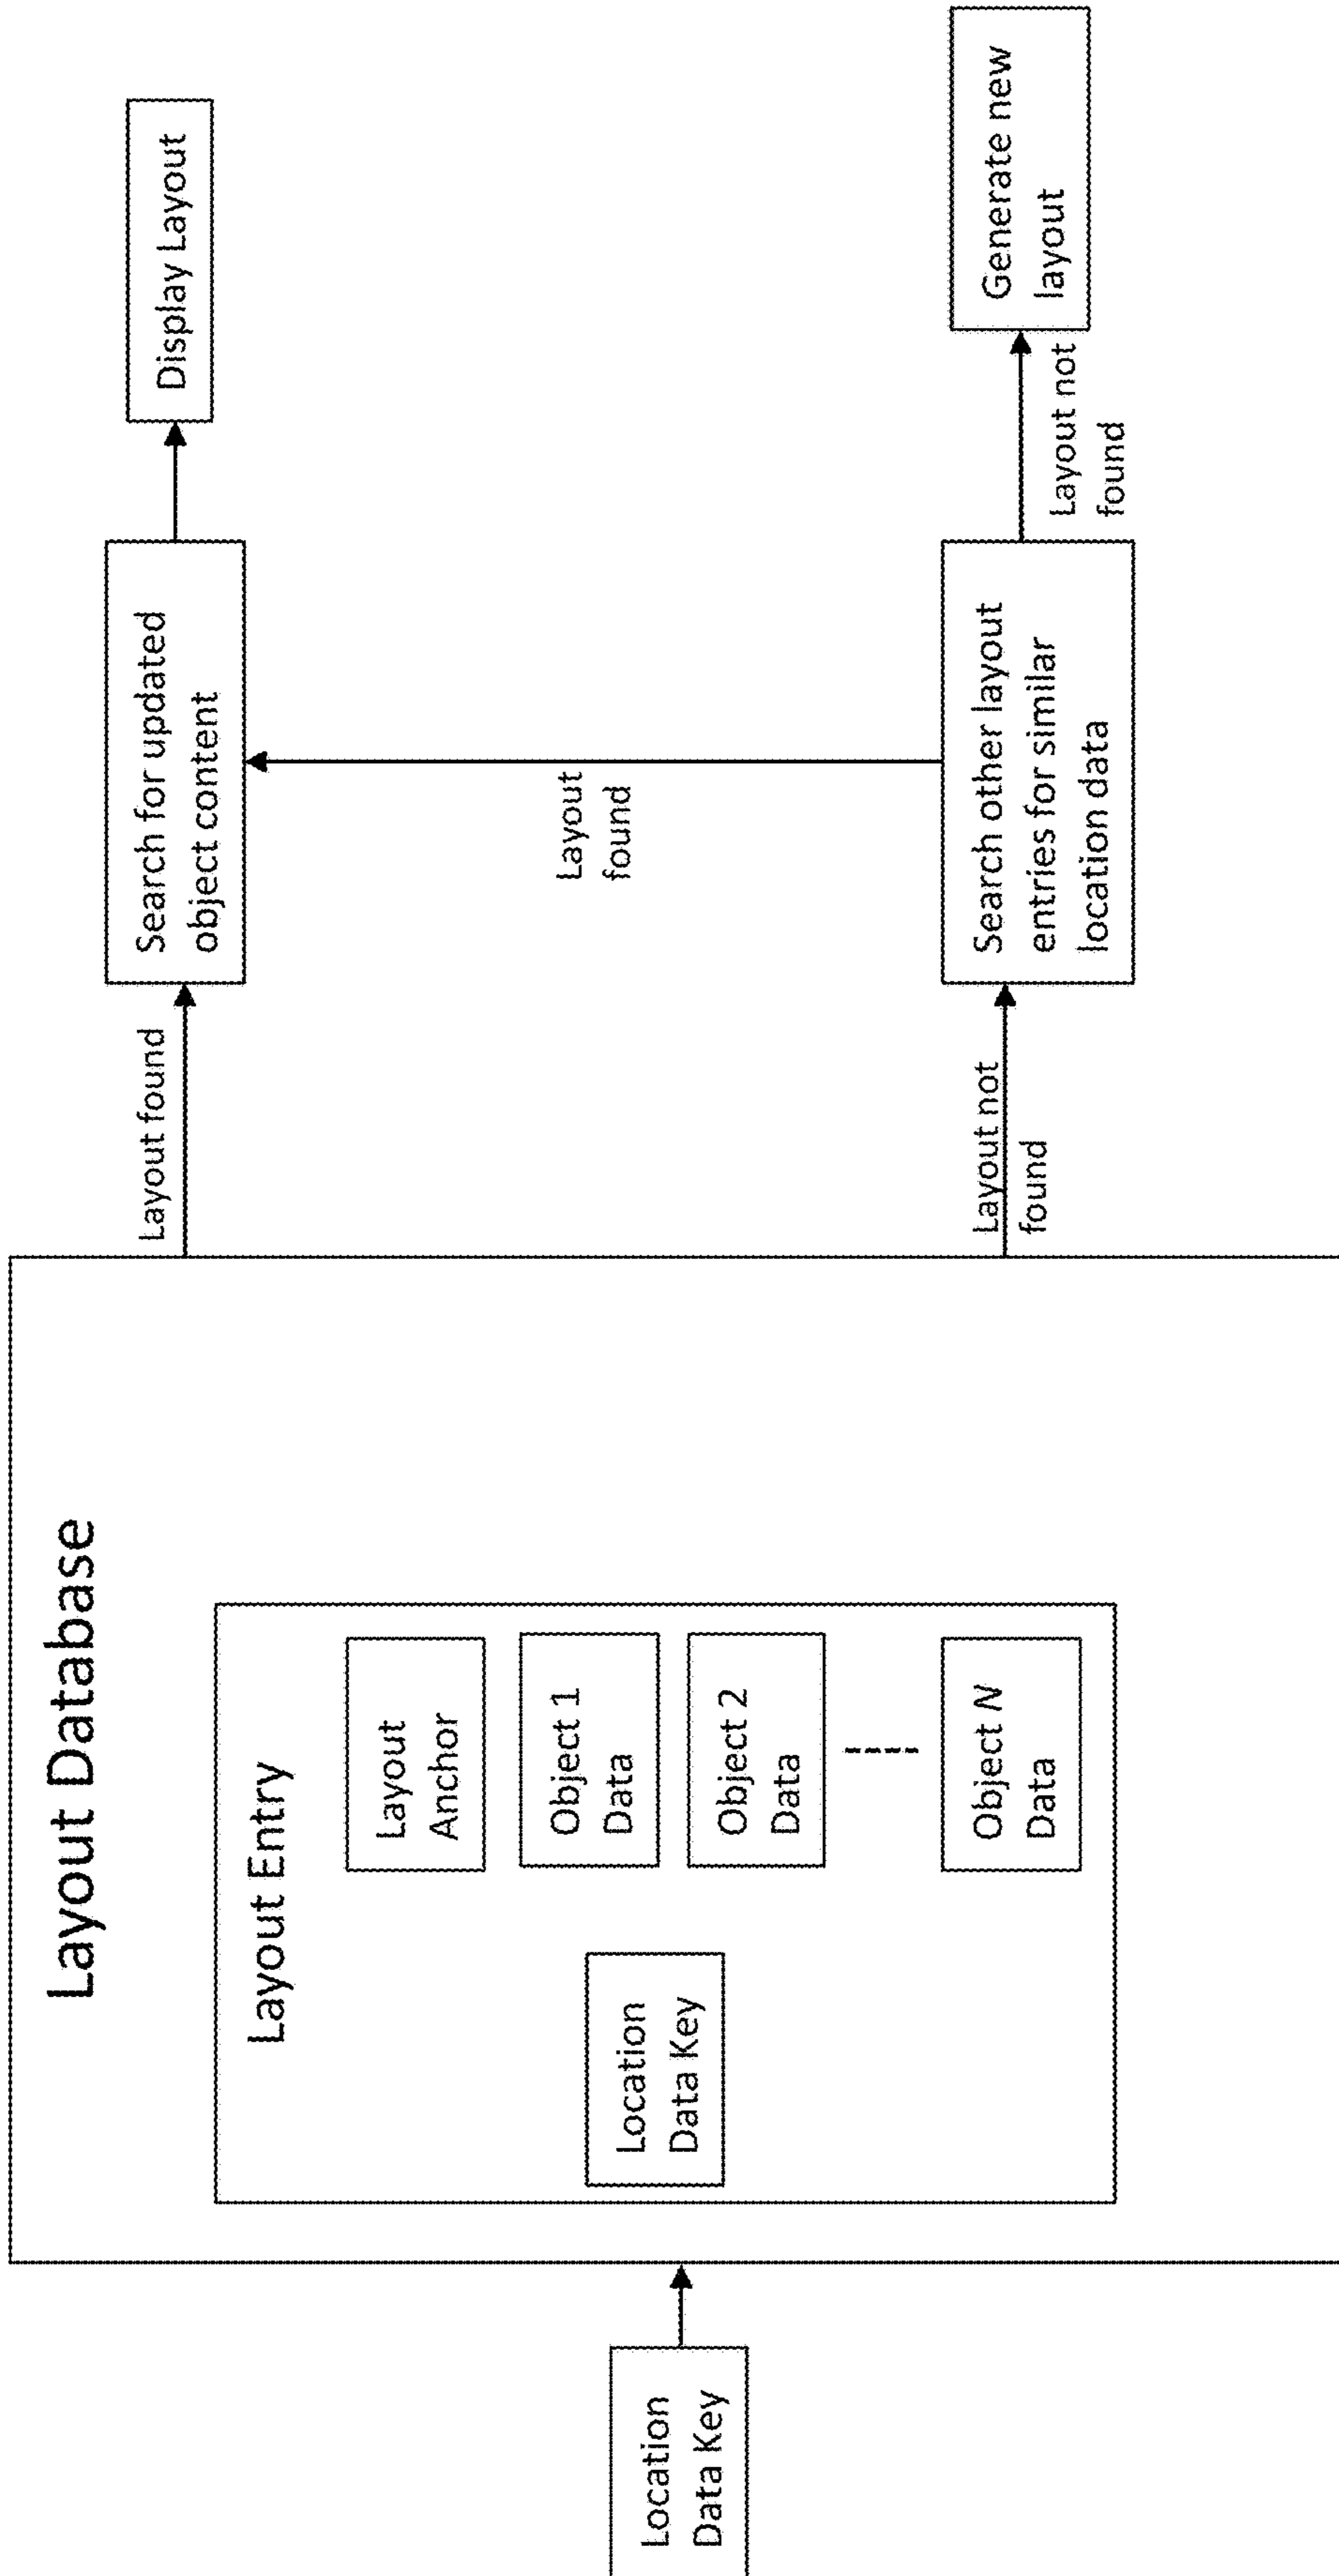 Location
Data Key
Layout Database
Layout Entry
Location
Data Key
Layout
Anchor
Object 1
Data
Object 2
Data
Object N
Data
Layout found
Layout not
found
Search for updated
object content
Layout
found
Search other layout
entries for similar
location data
Display Layout
Layout not
found
Generate new
layout